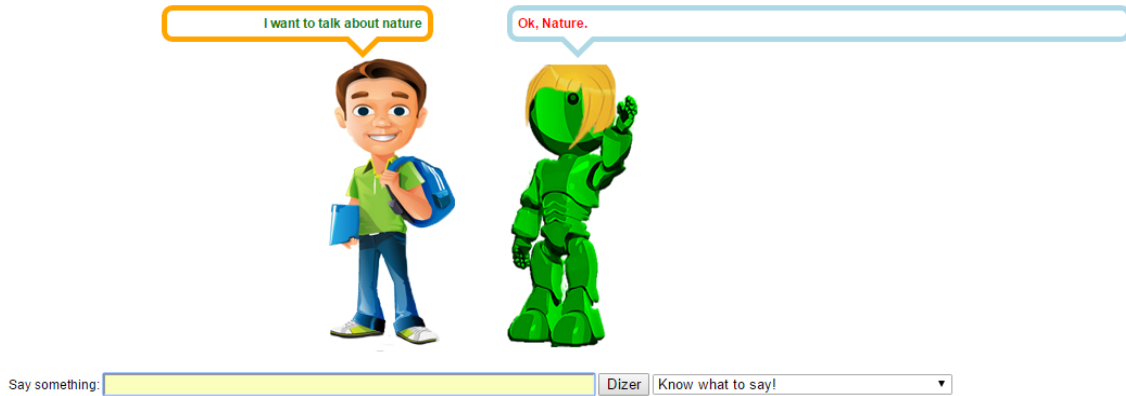 I want to talk about nature
Ok, Nature.
Say something: Dizer Know what to say!